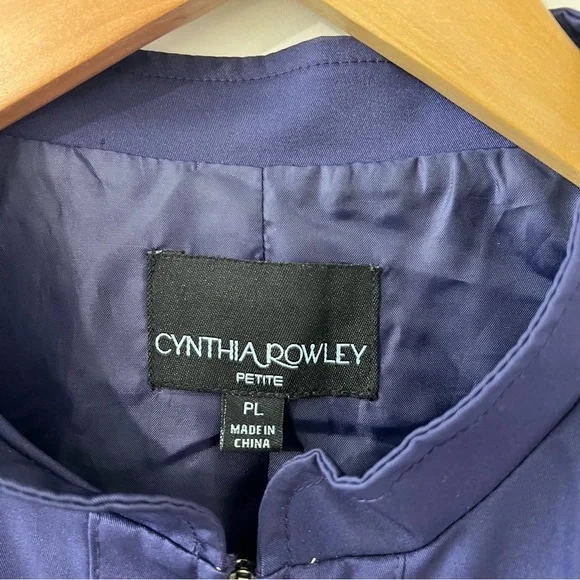 CYNTHIA ROWLEY
PETITE
PL
MADE IN
CHINA